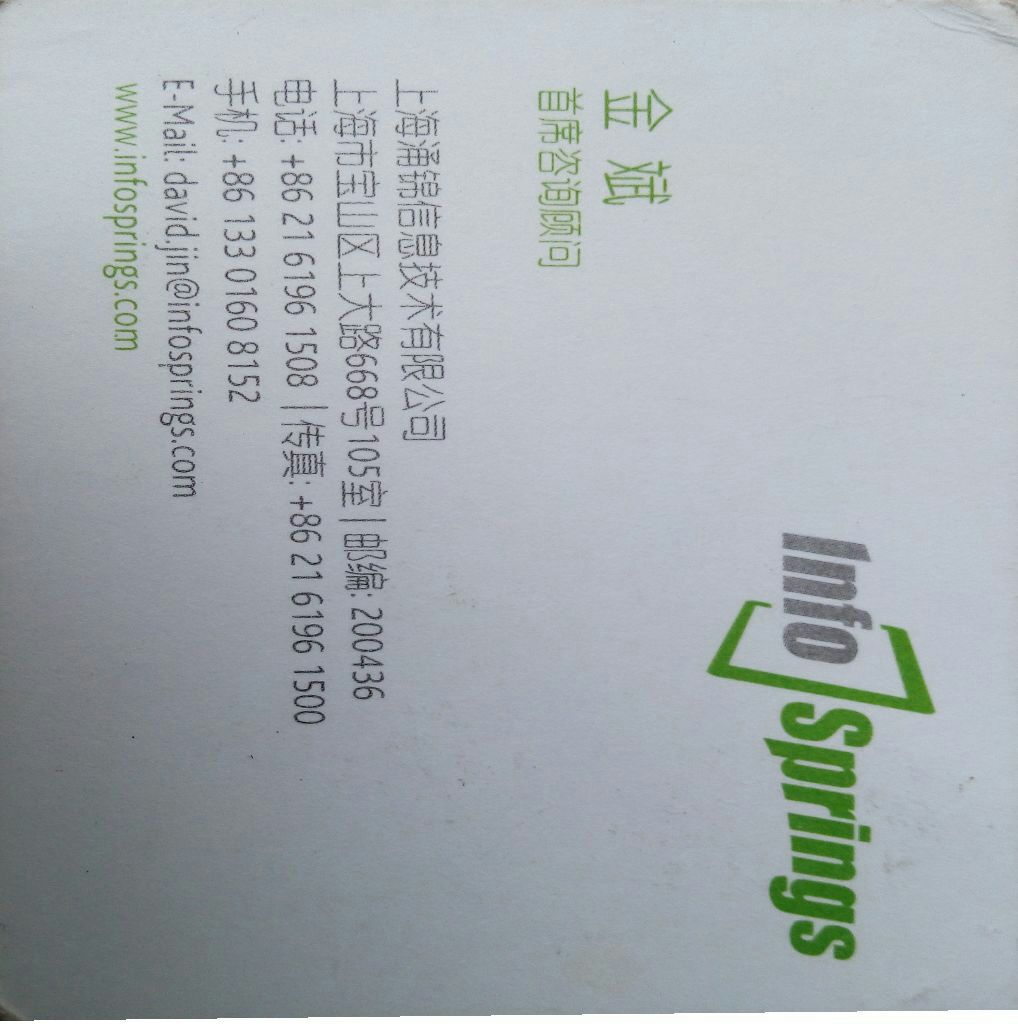 Info Springs
金 斌
首席咨询顾问
上海涌锦信息技术有限公司
上海市宝山区上大路668号105室 | 邮编: 200436
电话: +86 21 6196 1508 | 传真: +86 21 6196 1500
手机: +86 133 0160 8152
E-Mail: david.jin@infosprings.com
www.infosprings.com